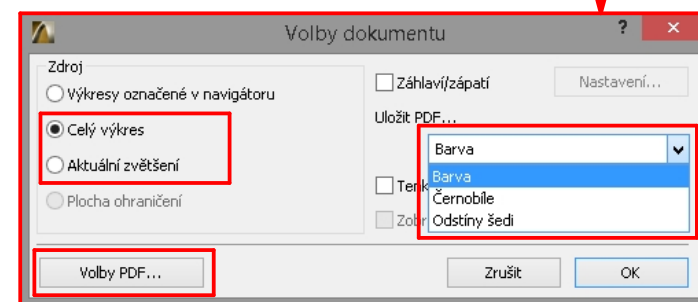 Volby dokumentu
?
×
Zdroj
Výkresy označené v navigátoru
Celý výkres
Aktuální zvětšení
Plocha ohraničení
Záhlaví/zápatí
Nastavení...
Uložit PDF...
Barva
Barva
Černobíle
Odstíny šedi
Volby PDF...
Zrušit
OK